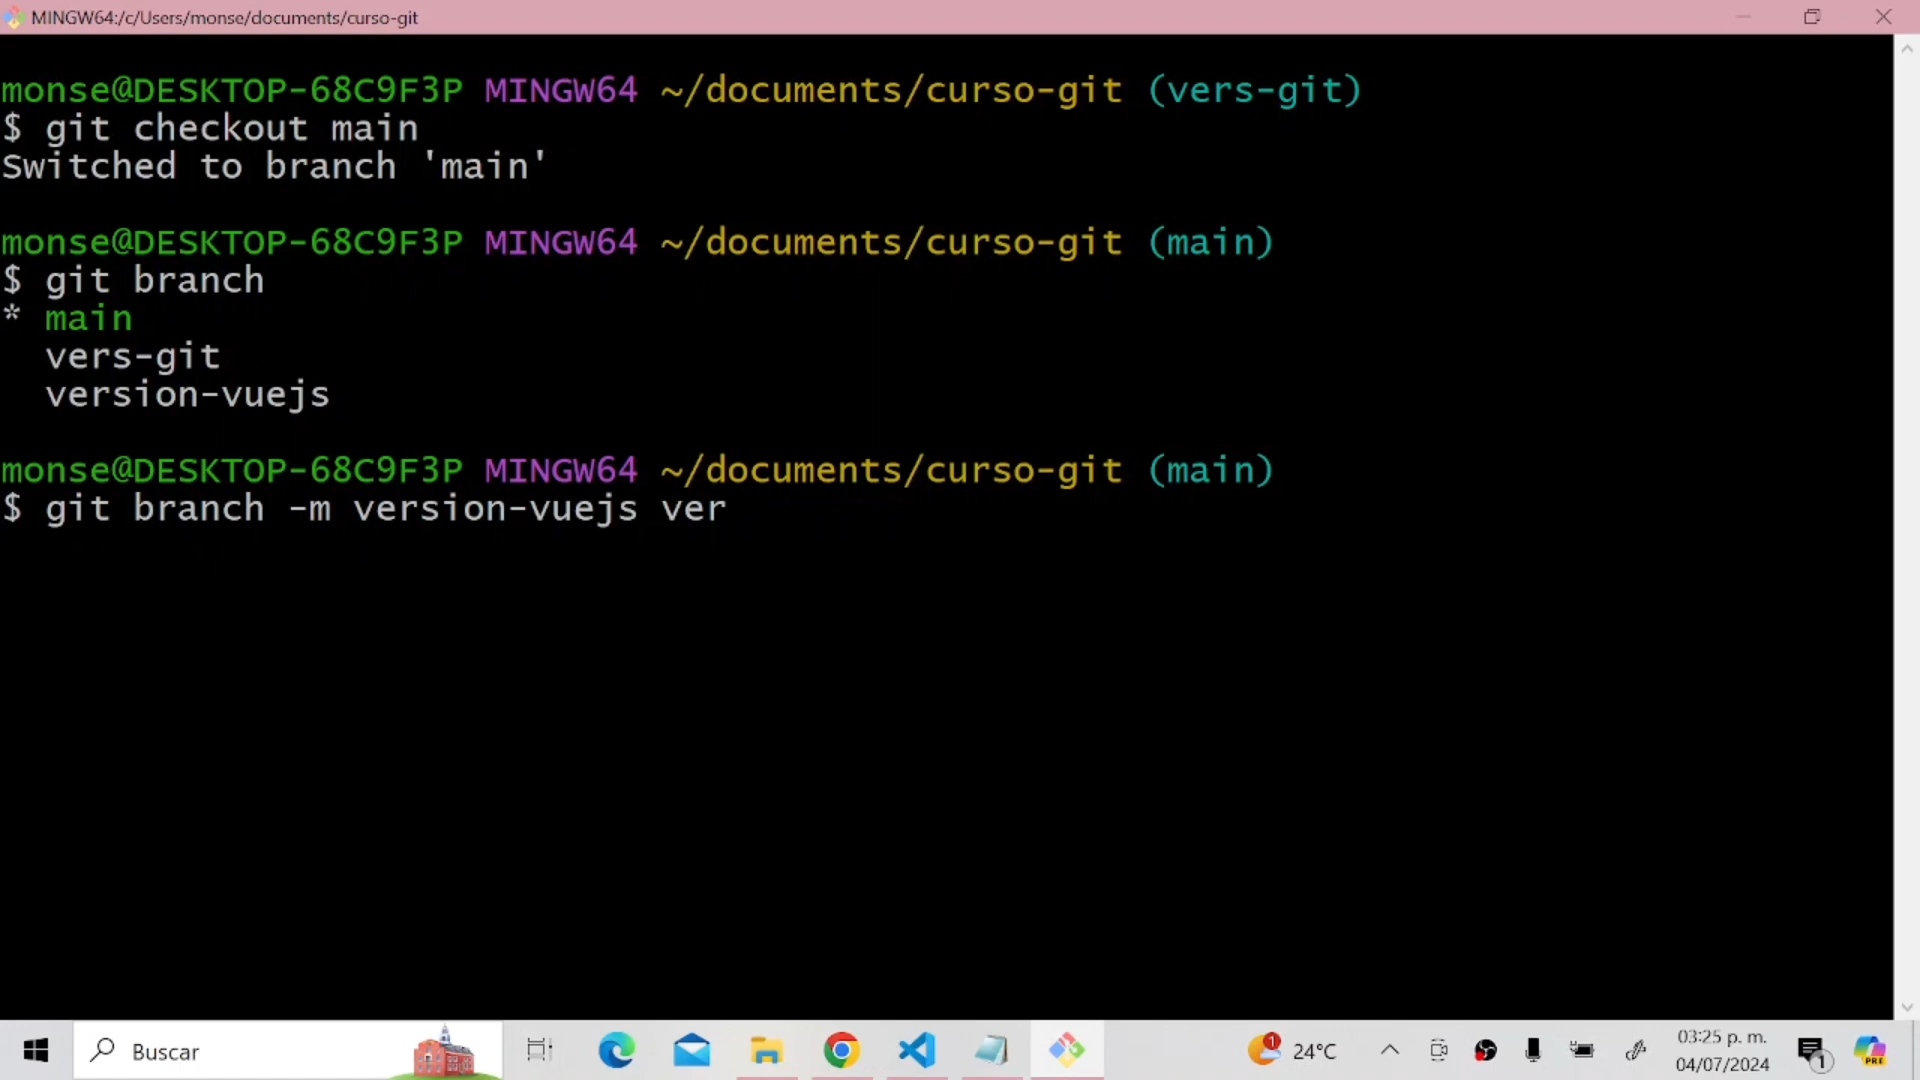 MINGW64:/c/Users/monse/documents/curso-git
monse@DESKTOP-68C9F3P MINGW64 ~/documents/curso-git (vers-git)
$ git checkout main
Switched to branch 'main'
monse@DESKTOP-68C9F3P MINGW64 ~/documents/curso-git (main)
$ git branch
* main
vers-git
version-vuejs
monse@DESKTOP-68C9F3P MINGW64 ~/documents/curso-git (main)
$ git branch -m version-vuejs ver
Buscar
1
24°C
03:25 p. m.
04/07/2024
1
PRE